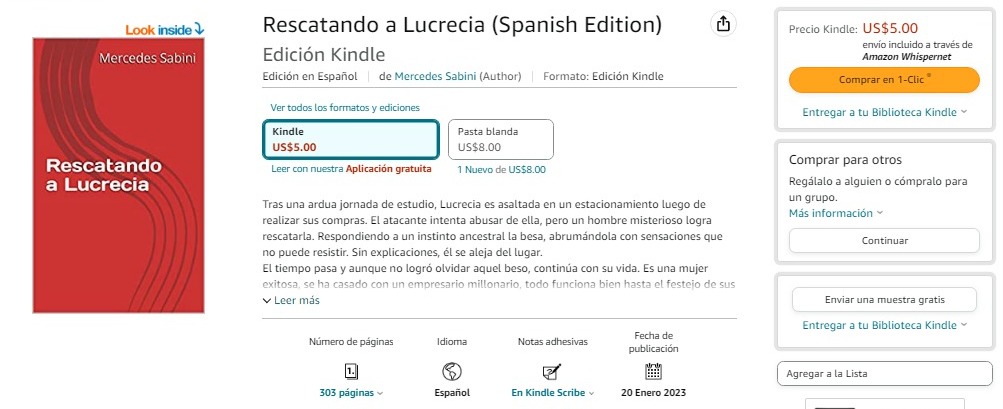 Look inside
Mercedes Sabini
Rescatando
a Lucrecia
Rescatando a Lucrecia (Spanish Edition)
Edición Kindle
Edición en Español
de Mercedes Sabini (Author)
Formato: Edición Kindle
Ver todos los formatos y ediciones
Kindle
US$5.00
Pasta blanda
US$8.00
Leer con nuestra Aplicación gratuita
1 Nuevo de US$8.00
Tras una ardua jornada de estudio, Lucrecia es asaltada en un estacionamiento luego de
realizar sus compras. El atacante intenta abusar de ella, pero un hombre misterioso logra
rescatarla. Respondiendo a un instinto ancestral la besa, abrumándola con sensaciones que
no puede resistir. Sin explicaciones, él se aleja del lugar.
El tiempo pasa y aunque no logró olvidar aquel beso, continúa con su vida. Es una mujer
exitosa, se ha casado con un empresario millonario, todo funciona bien hasta el festejo de sus
Leer más
Número de páginas
1.
303 páginas
Idioma
Español
Notas adhesivas
En Kindle Scribe
Fecha de
publicación
20 Enero 2023
Precio Kindle: US$5.00
envío incluido a través de
Amazon Whispernet
Comprar en 1-Clic ®
Entregar a tu Biblioteca Kindle
Comprar para otros
Regálalo a alguien o cómpralo para
un grupo.
Más información
Continuar
Enviar una muestra gratis
Entregar a tu Biblioteca Kindle
Agregar a la Lista